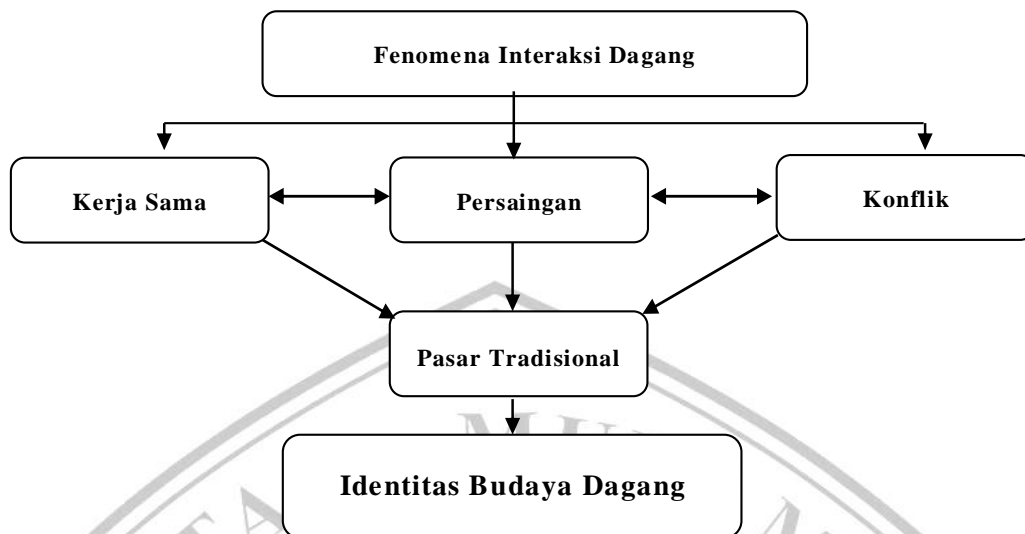 Fenomena Interaksi Dagang
Kerja Sama
Persaingan
Konflik
Pasar Tradisional
Identitas Budaya Dagang